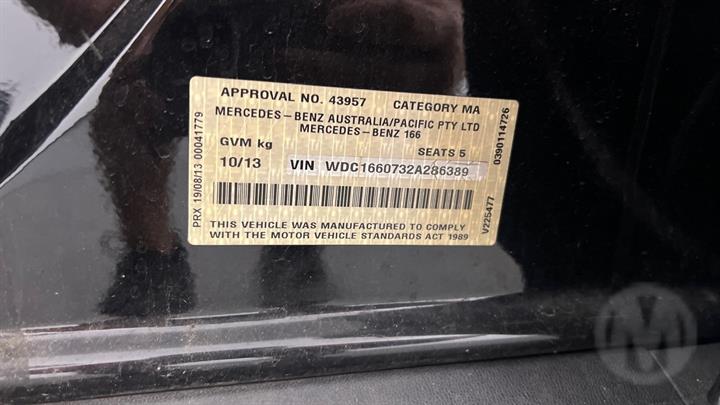 APPROVAL NO. 43957 CATEGORY MA
MERCEDES-BENZ AUSTRALIA/PACIFIC PTY LTD
MERCEDES-BENZ 166
GVM kg SEATS 5
10/13 VIN WDC1660732A286389
THIS VEHICLE WAS MANUFACTURED TO COMPLY
WITH THE MOTOR VEHICLE STANDARDS ACT 1989
PRX 19/08/13 00041779
0390114726
V225477
M